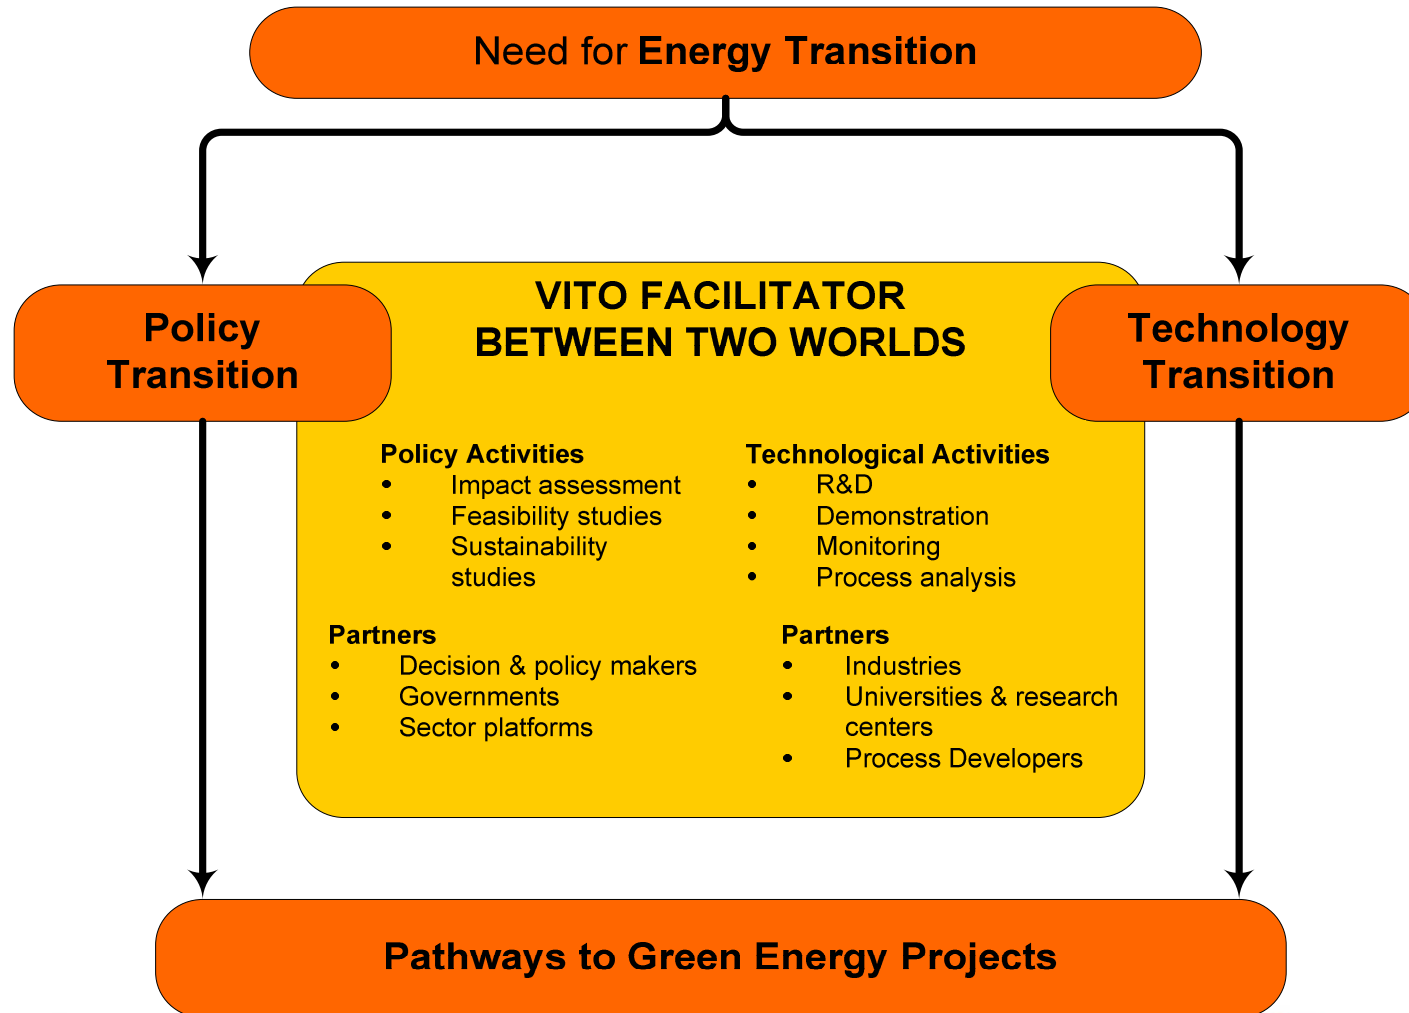 Need for Energy Transition
Policy
Transition
VITO FACILITATOR
BETWEEN TWO WORLDS
Technology
Transition
Policy Activities
• Impact assessment
• Feasibility studies
• Sustainability
studies
Technological Activities
• R&D
• Demonstration
• Monitoring
• Process analysis
Partners
• Decision & policy makers
• Governments
• Sector platforms
Partners
• Industries
• Universities & research
centers
• Process Developers
Pathways to Green Energy Projects